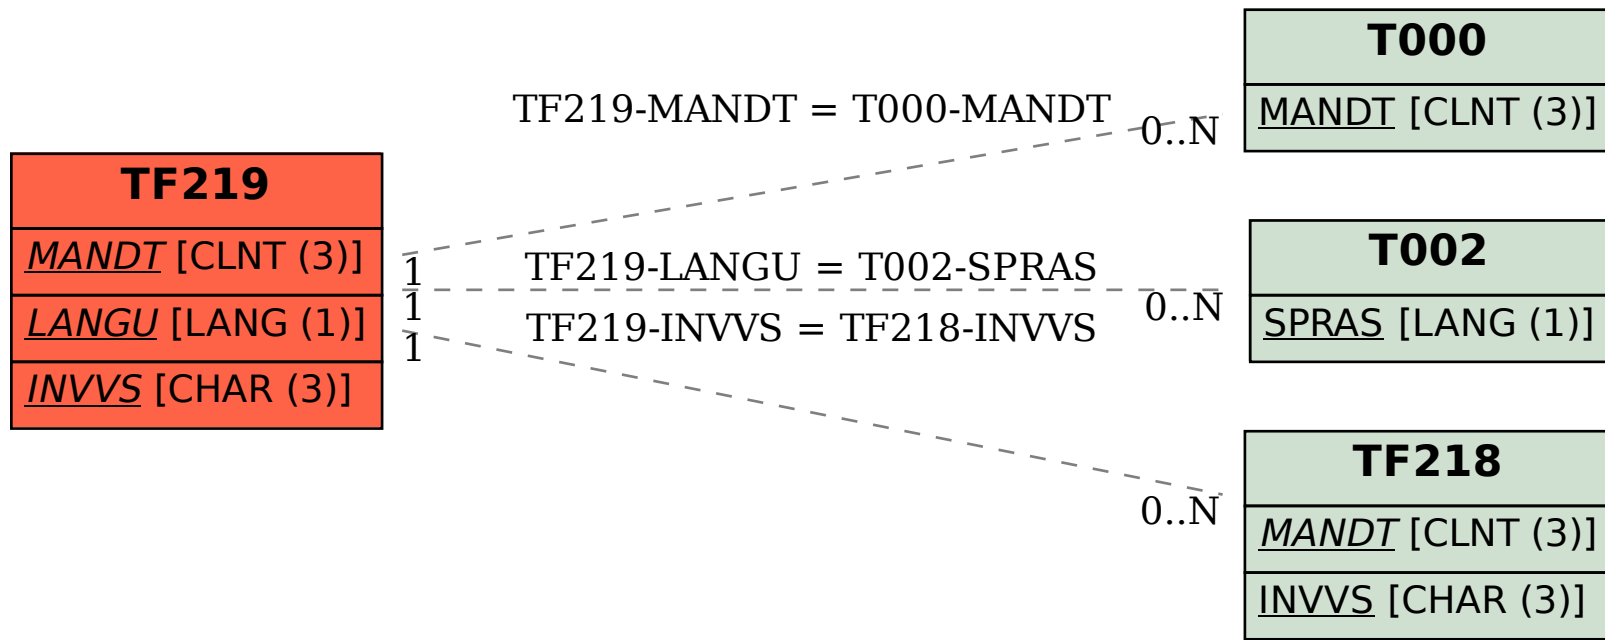 TF219
MANDT [CLNT (3)]
LANGU [LANG (1)]
INVVS [CHAR (3)]
TF219-MANDT = T000-MANDT
0..N
1
TF219-LANGU = T002-SPRAS
0..N
1
TF219-INVVS = TF218-INVVS
0..N
1
T000
MANDT [CLNT (3)]
T002
SPRAS [LANG (1)]
TF218
MANDT [CLNT (3)]
INVVS [CHAR (3)]